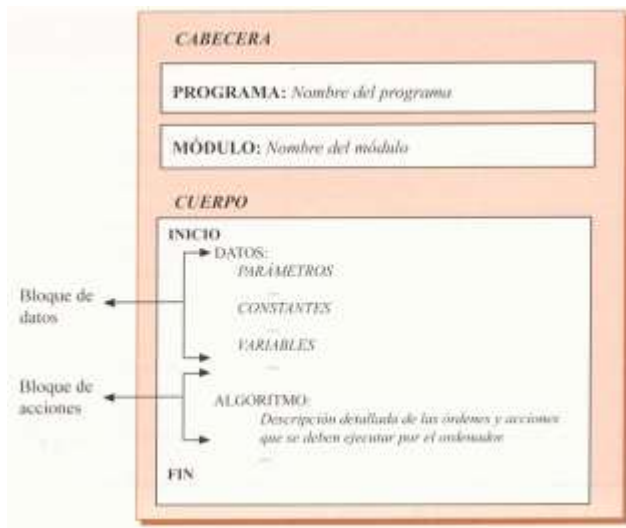 CABECERA
PROGRAMA: Nombre del programa
MÓDULO: Nombre del módulo
CUERPO
INICIO
DATOS:
PARÁMETROS
...
CONSTANTES
...
VARIABLES
...
Bloque de
datos
Bloque de
acciones
ALGORITMO:
Descripción detallada de las órdenes y acciones
que se deben ejecutar por el ordenador
...
FIN